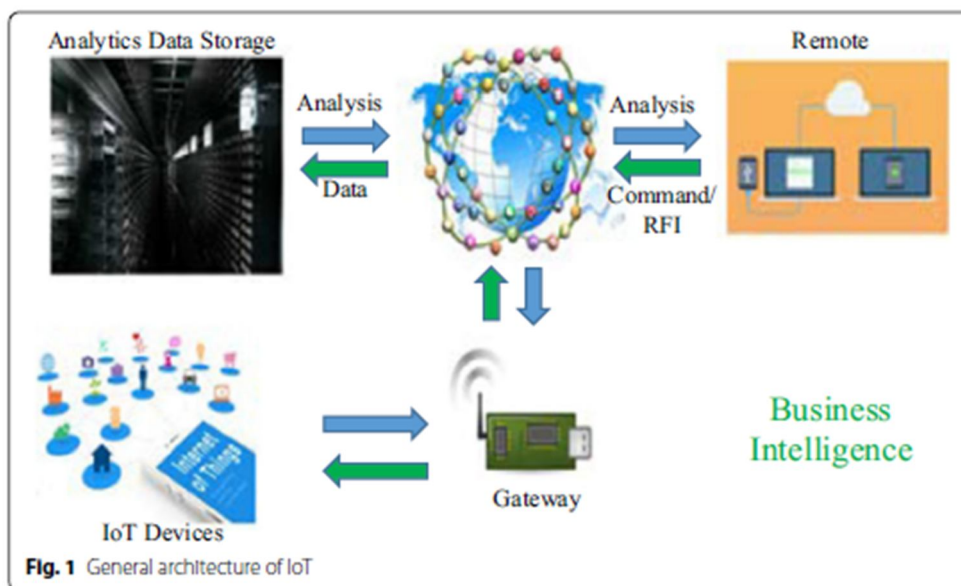 Analytics Data Storage
Remote
Analysis
Data
Analysis
Command/
RFI
Internet
of Things
IoT Devices
Gateway
Business
Intelligence
Fig. 1 General architecture of IoT